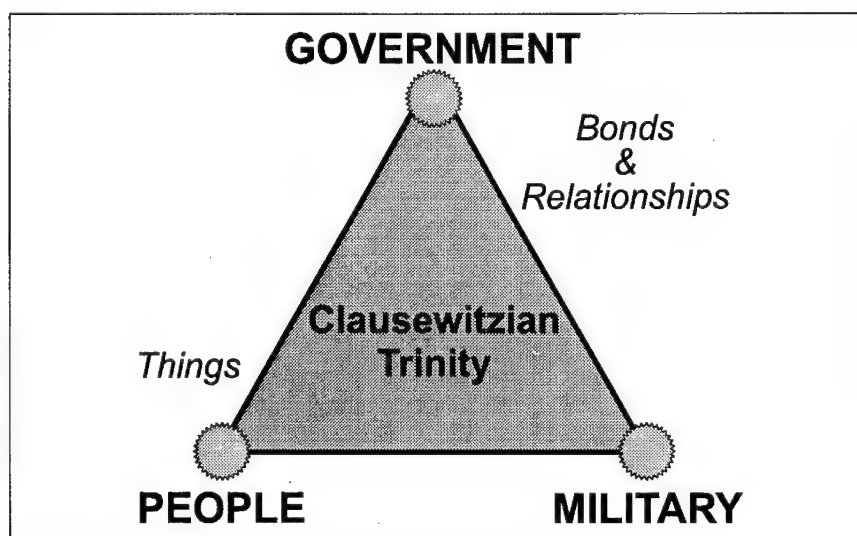 GOVERNMENT
Bonds
&
Relationships
Clausewitzian
Trinity
Things
PEOPLE
MILITARY